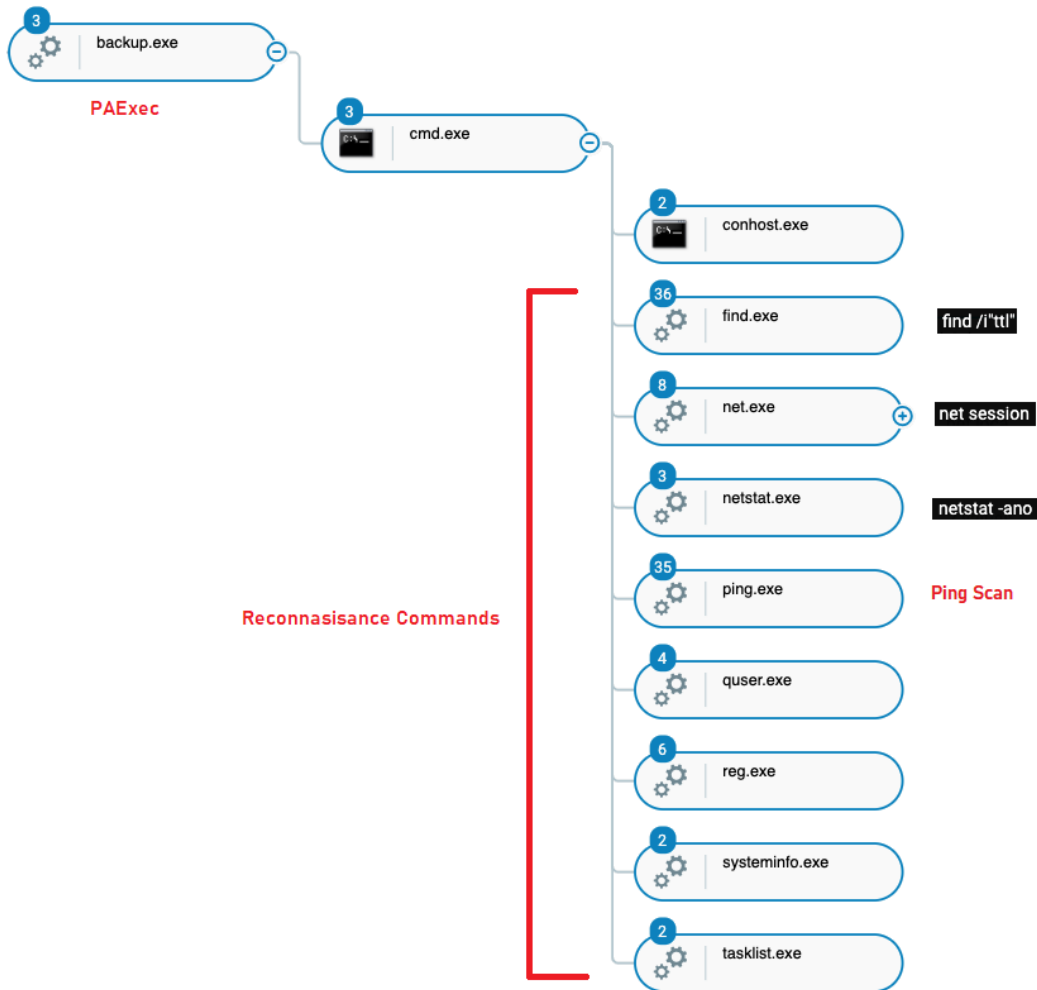 3
backup.exe
PAExec
3
cmd.exe
2
conhost.exe
36
find.exe
find /i"ttl"
8
net.exe
net session
3
netstat.exe
netstat -ano
35
ping.exe
Ping Scan
Reconnasisance Commands
4
quser.exe
6
reg.exe
2
systeminfo.exe
2
tasklist.exe